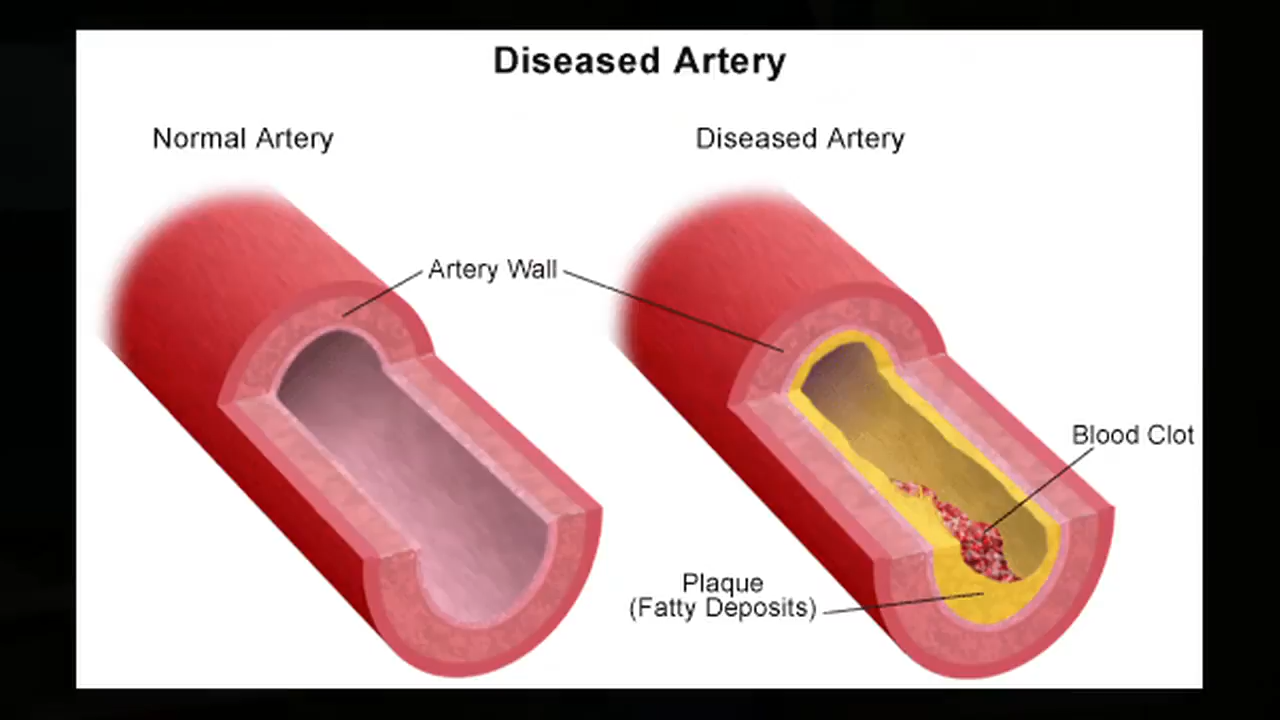 Diseased Artery
Normal Artery
Diseased Artery
Artery Wall
Blood Clot
Plaque
(Fatty Deposits)